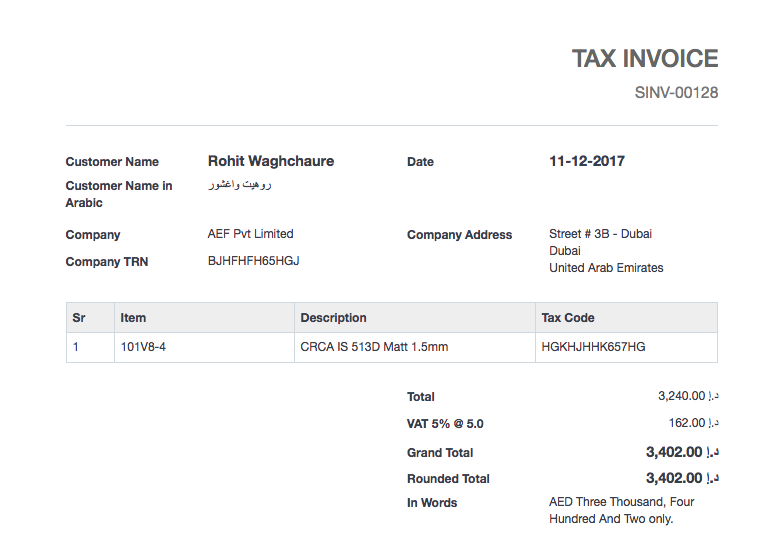 TAX INVOICE
SINV-00128
Customer Name Rohit Waghchaure Date 11-12-2017
Customer Name in Arabic روهيت واغشور
Company AEF Pvt Limited Company Address Street # 3B - Dubai
Dubai
United Arab Emirates
Company TRN BJHFHFH65HGJ
Sr Item Description Tax Code
1 101V8-4 CRCA IS 513D Matt 1.5mm HGKHJHHK657HG
Total 3,240.00 د.إ
VAT 5% @ 5.0 162.00 د.إ
Grand Total 3,402.00 د.إ
Rounded Total 3,402.00 د.إ
In Words AED Three Thousand, Four
Hundred And Two only.